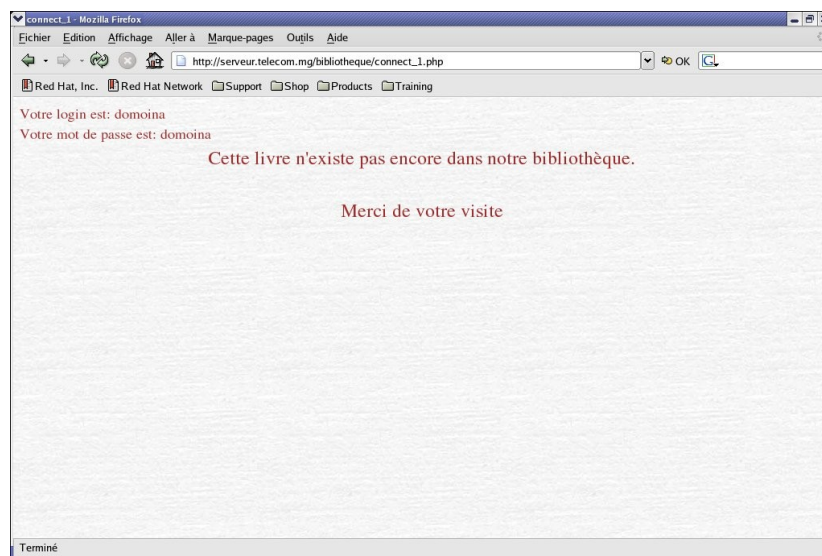 connect_1 - Mozilla Firefox
Fichier Edition Affichage Aller à Marque-pages Outils Aide
http://serveur.telecom.mg/bibliotheque/connect_1.php OK G
Red Hat, Inc. Red Hat Network Support Shop Products Training
Votre login est: domoina
Votre mot de passe est: domoina
Cette livre n'existe pas encore dans notre bibliothèque.
Merci de votre visite
Terminé